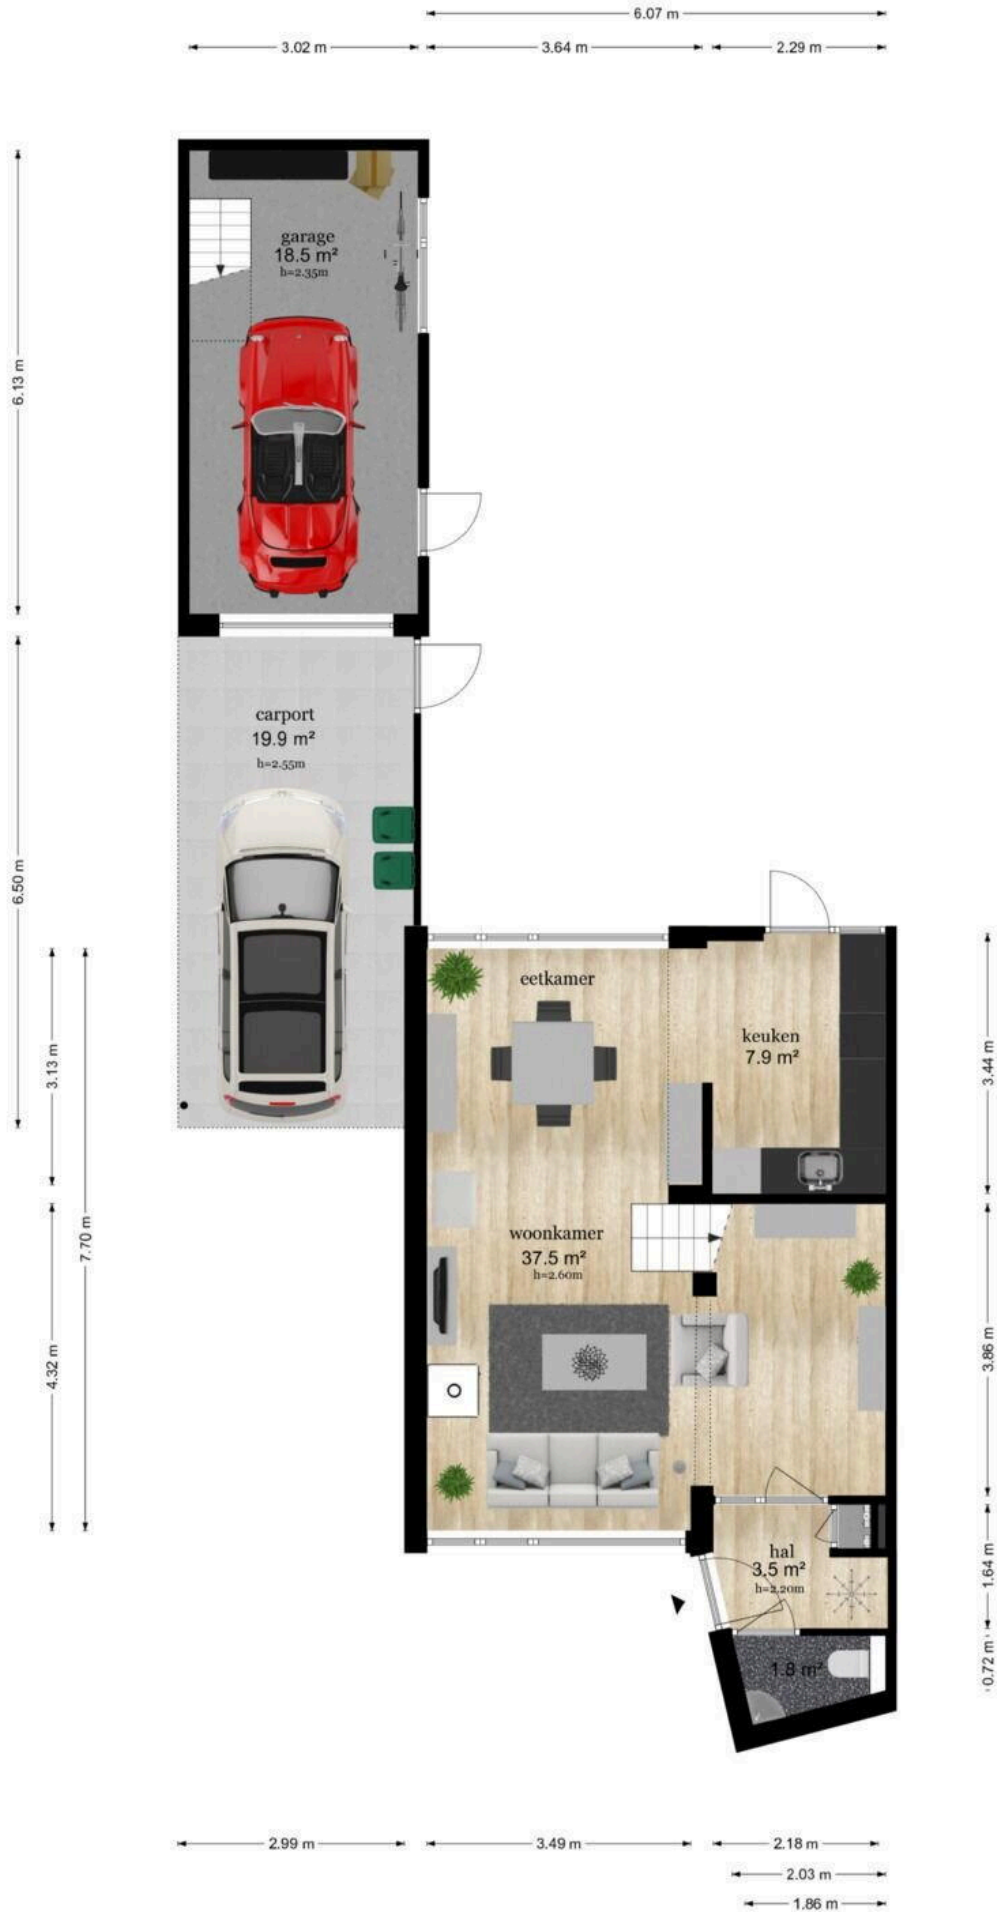 6.07 m
3.02 m
3.64 m
2.29 m
garage
18.5 m²
h=2.35m
6.13 m
carport
19.9 m²
h=2.55m
6.50 m
eetkamer
keuken
7.9 m²
3.13 m
3.44 m
7.70 m
woonkamer
37.5 m²
h=2.60m
4.32 m
3.86 m
hal
3.5 m²
h=2.20m
1.64 m
1.8 m²
0.72 m
2.99 m
3.49 m
2.18 m
2.03 m
1.86 m